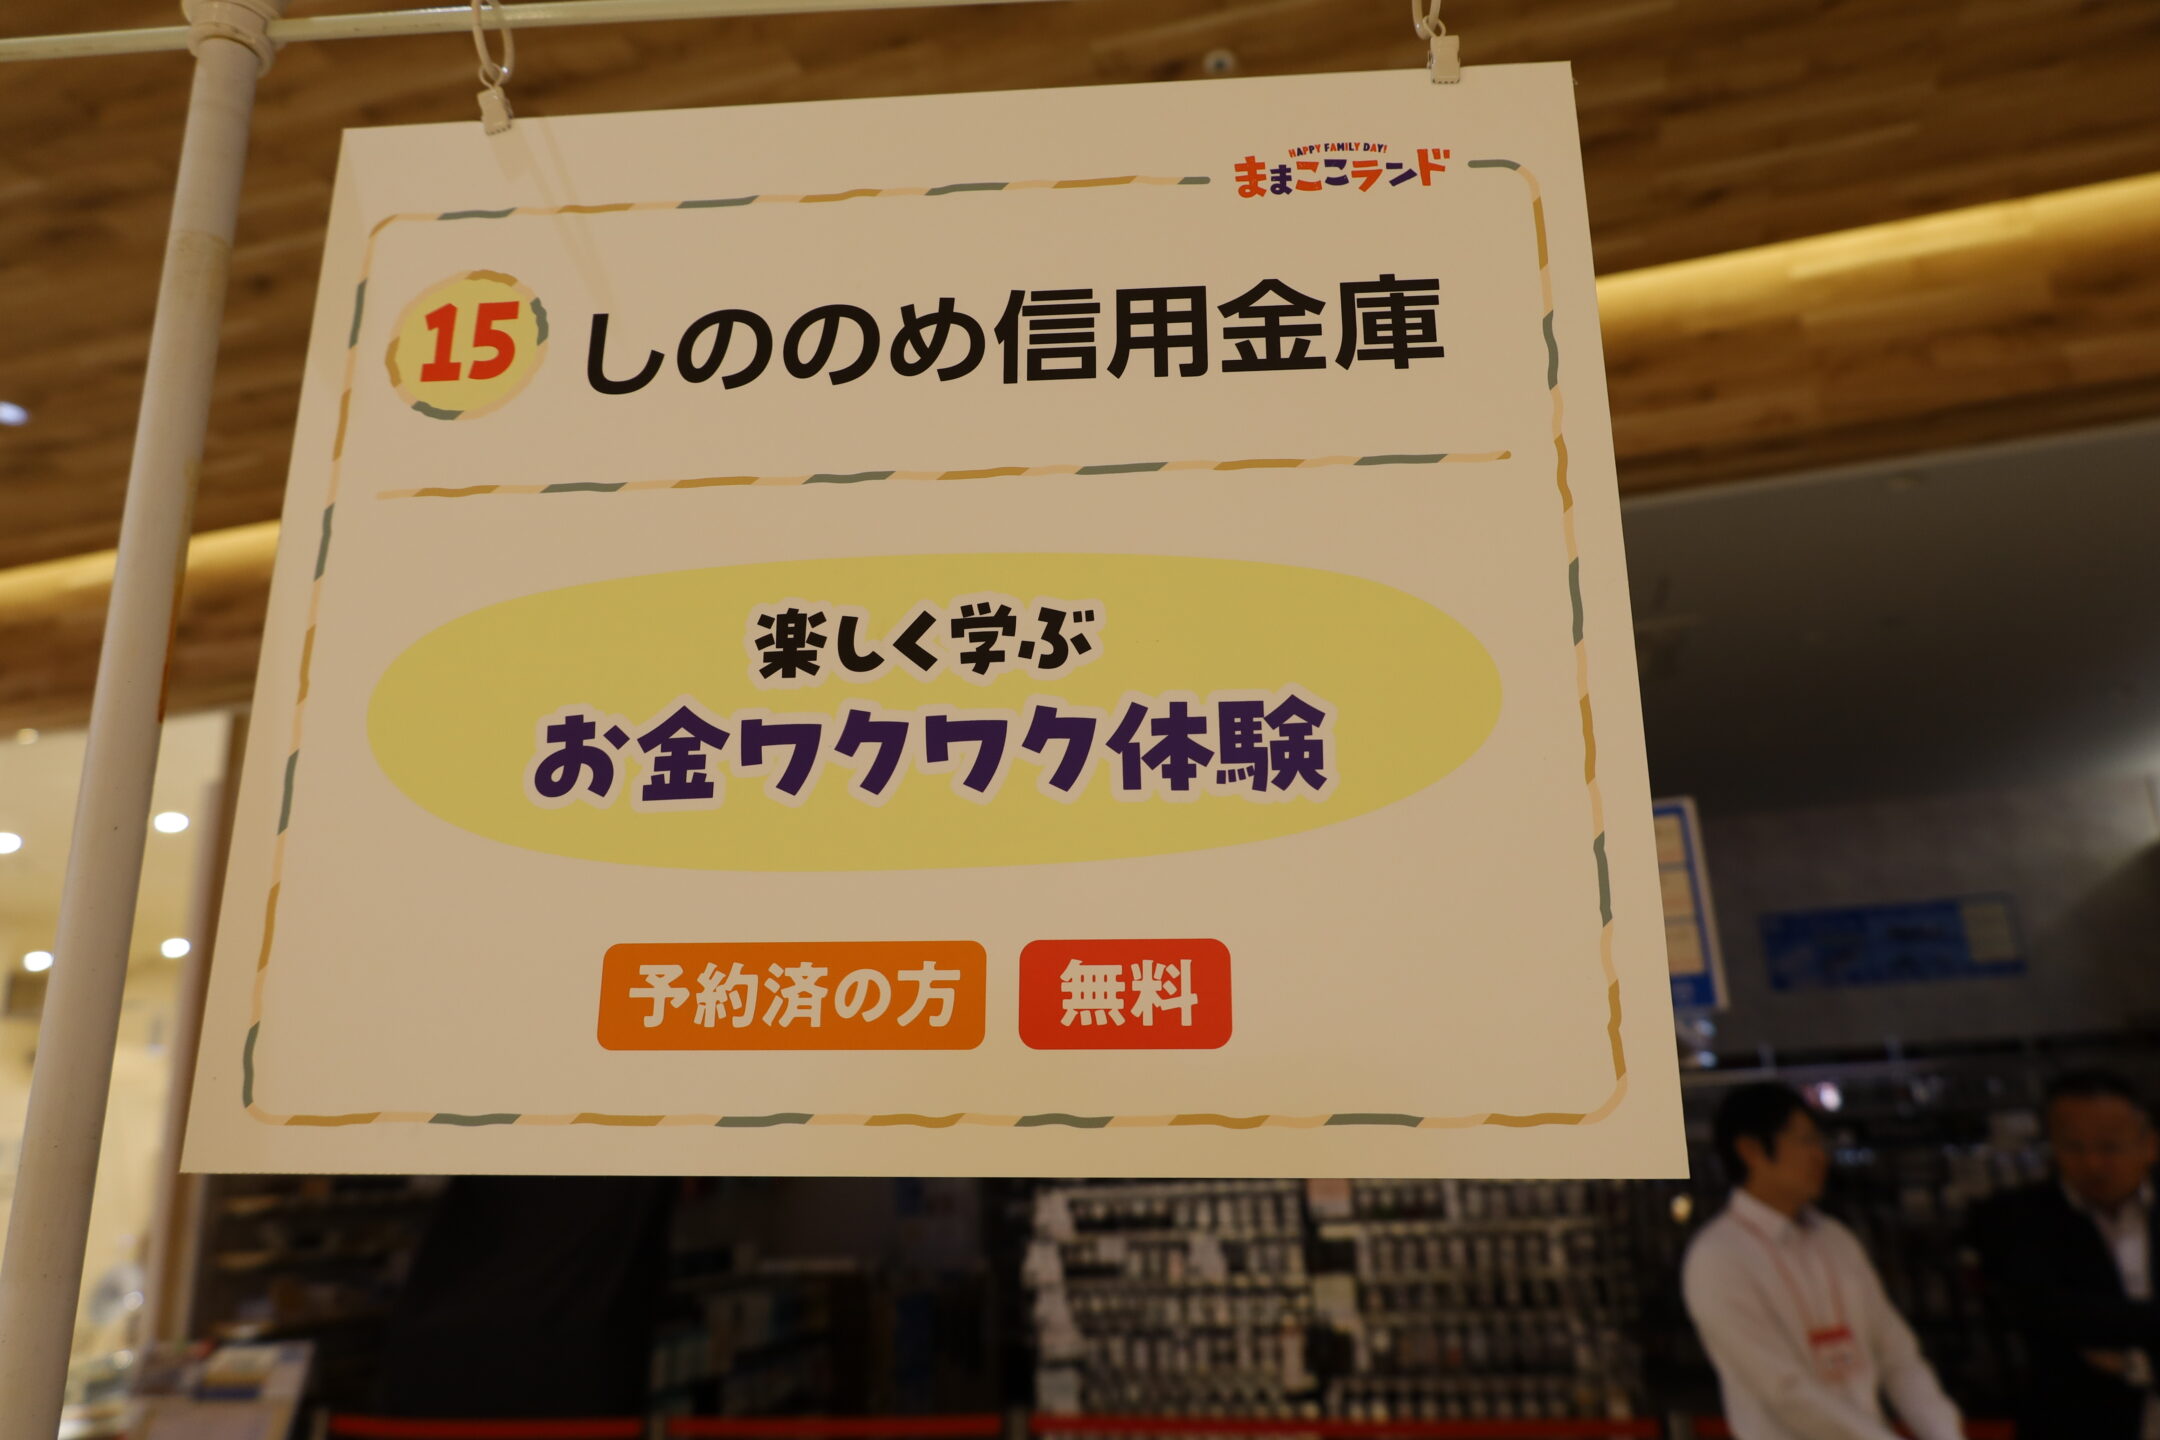 HAPPY FAMILY DAY!
ままここランド
15 しののめ信用金庫
楽しく学ぶ
お金ワクワク体験
予約済の方 無料